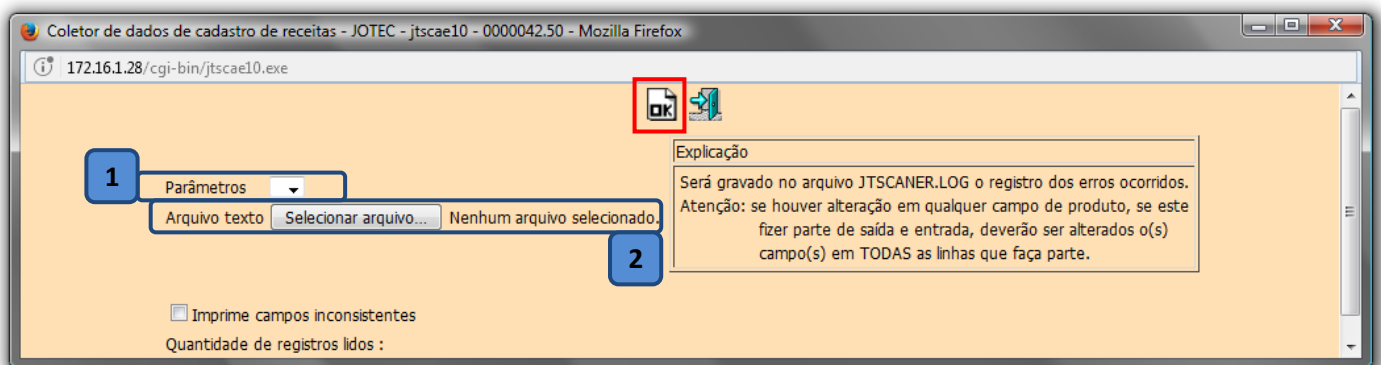 Coletor de dados de cadastro de receitas - JOTEC - jtscae10 - 0000042.50 - Mozilla Firefox
172.16.1.28/cgi-bin/jtscae10.exe
OK
1
Parâmetros
Arquivo texto Selecionar arquivo... Nenhum arquivo selecionado.
2
Explicação
Será gravado no arquivo JTSCANER.LOG o registro dos erros ocorridos.
Atenção: se houver alteração em qualquer campo de produto, se este
fizer parte de saída e entrada, deverão ser alterados o(s)
campo(s) em TODAS as linhas que faça parte.
Imprime campos inconsistentes
Quantidade de registros lidos :